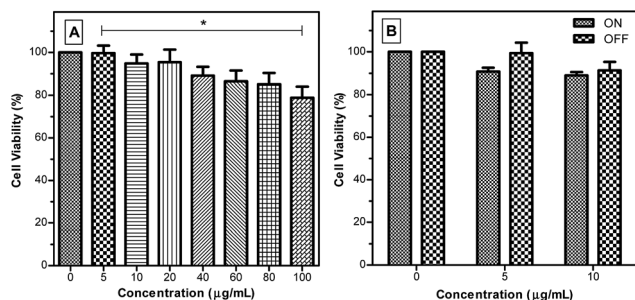 A
*
Cell Viability (%)
100
80
60
40
20
0
0 5 10 20 40 60 80 100
Concentration (μg/mL)
B
ON
OFF
Cell Viability (%)
100
80
60
40
20
0
0 5 10
Concentration (μg/mL)